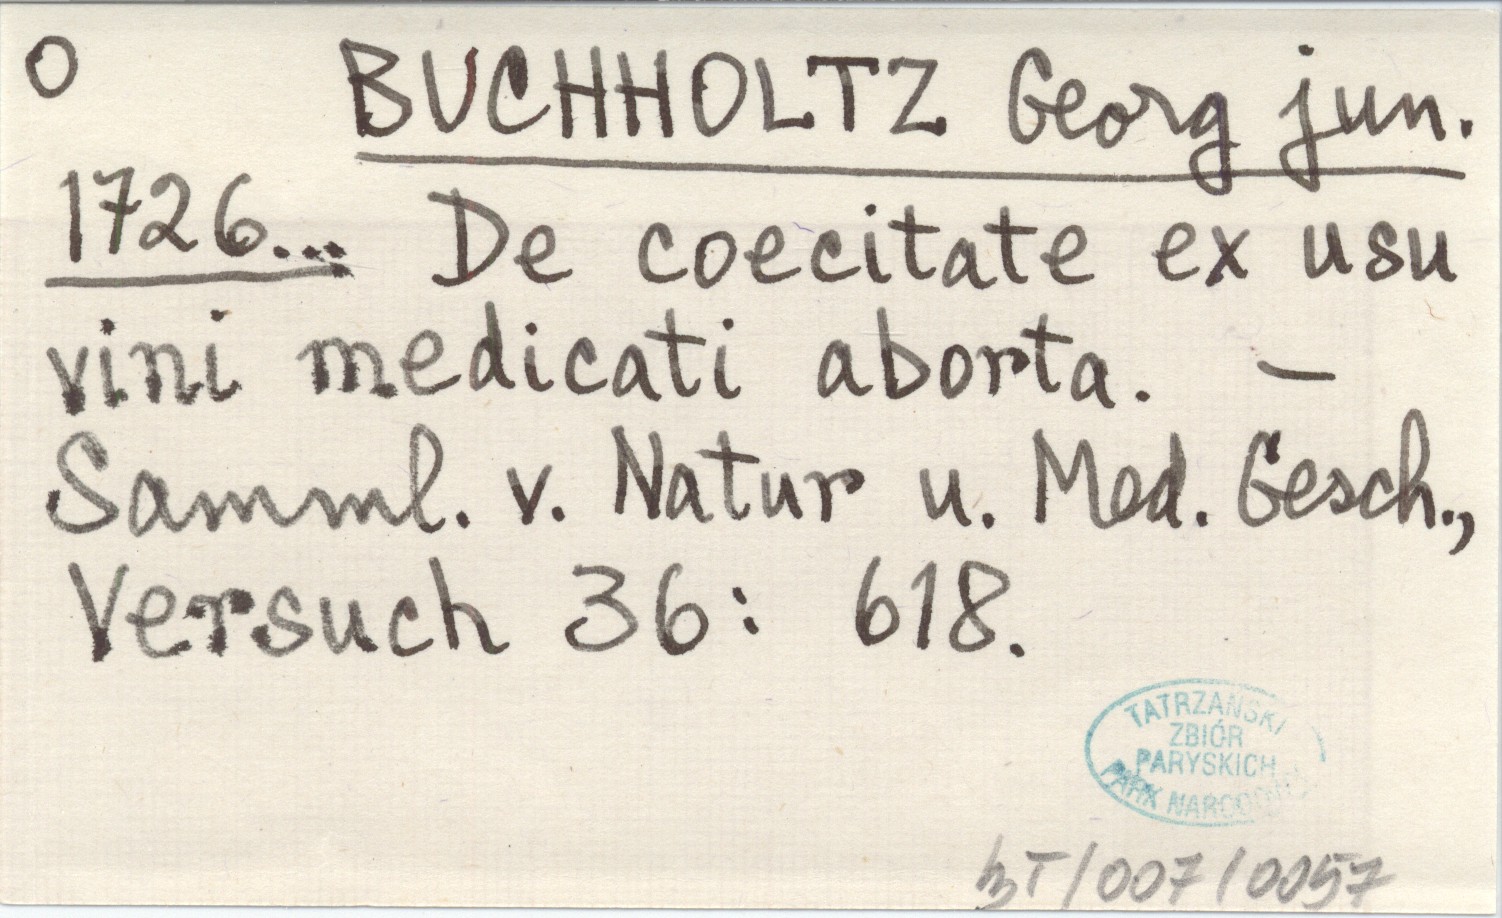 O BUCHHOLTZ Georg jun.
1726... De coecitate ex usu
vini medicati aborta. –
Samml. v. Natur u. Med. Gesch.,
Versuch 36: 618.
TATRZAŃSKI
ZBIÓR
PARYSKICH
PARK NARODOWY
bT/007/0057